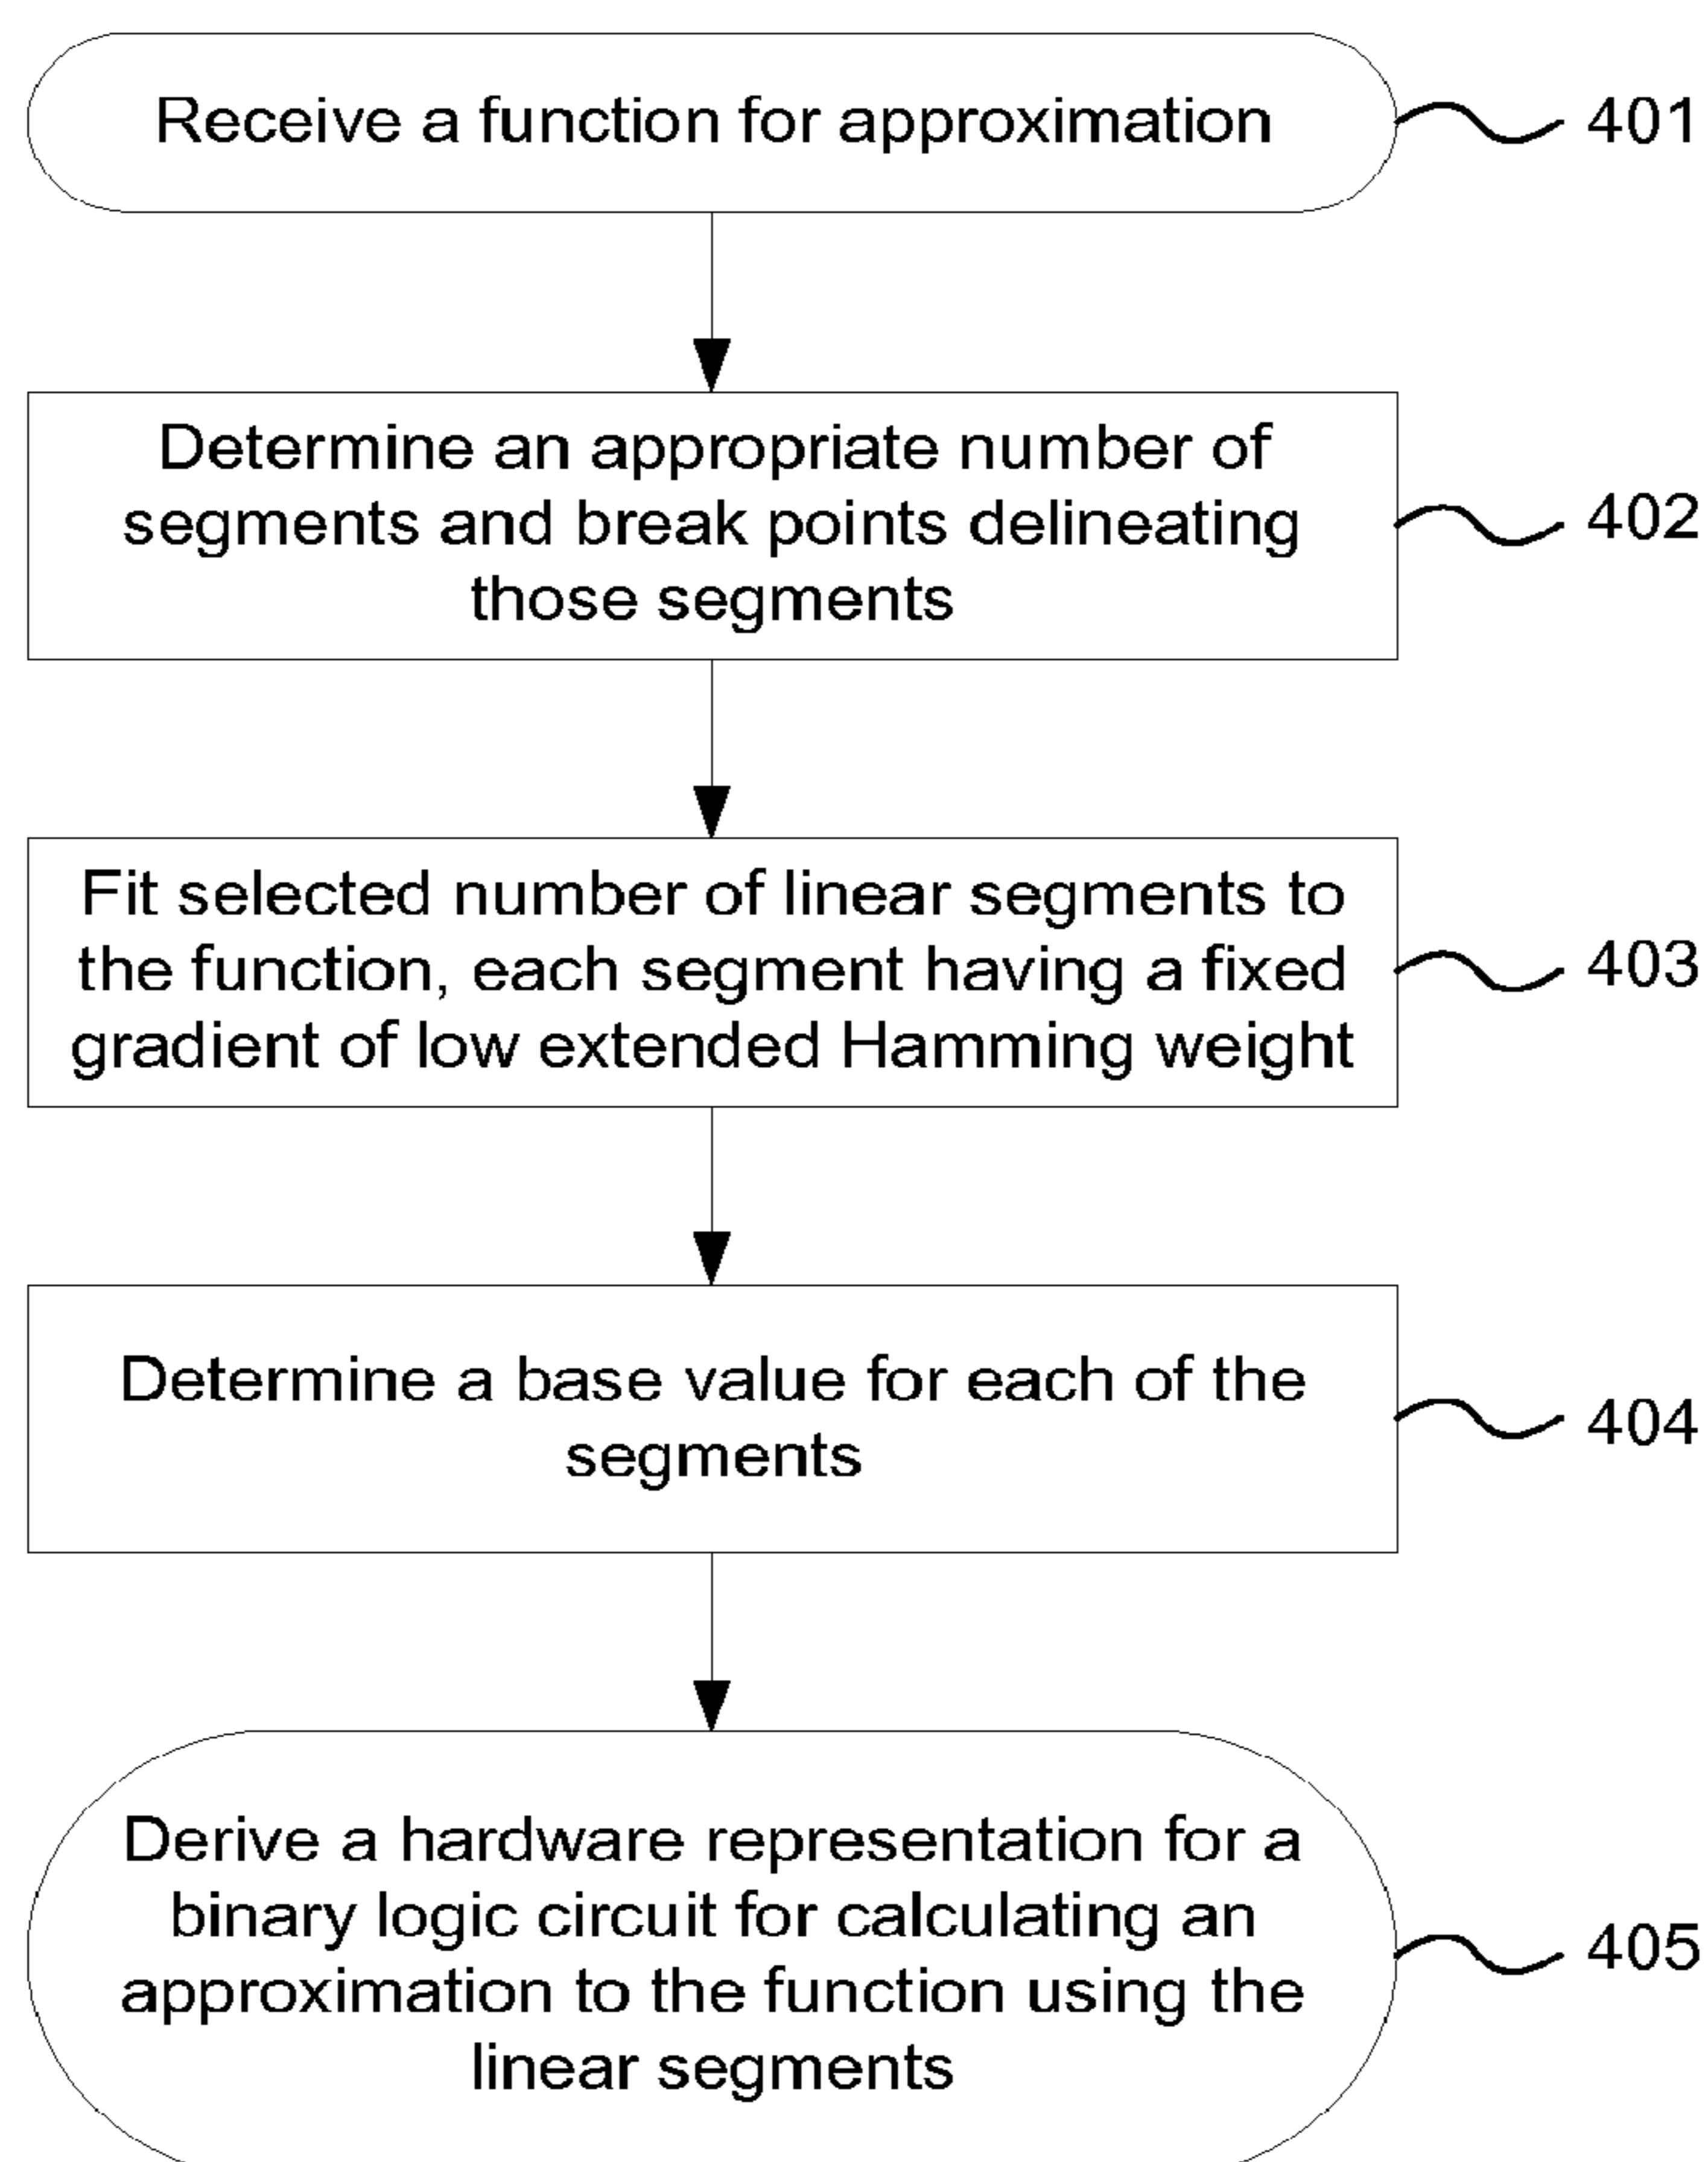 Receive a function for approximation
401
Determine an appropriate number of
segments and break points delineating
those segments
402
Fit selected number of linear segments to
the function, each segment having a fixed
gradient of low extended Hamming weight
403
Determine a base value for each of the
segments
404
Derive a hardware representation for a
binary logic circuit for calculating an
approximation to the function using the
linear segments
405